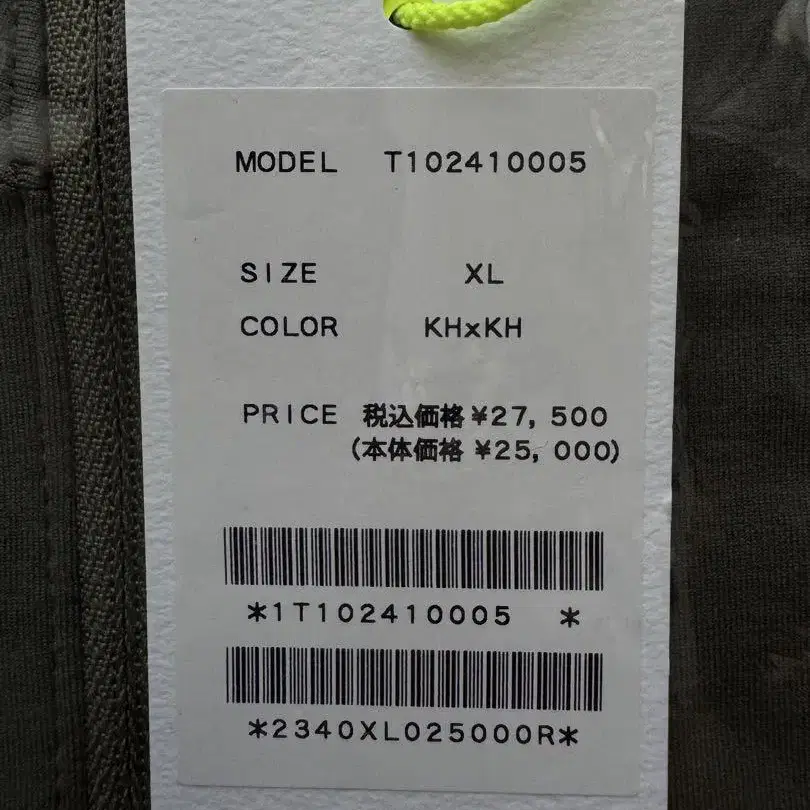 MODEL T102410005
SIZE XL
COLOR KHxKH
PRICE 税込価格 ¥27, 500
(本体価格 ¥25, 000)
*1T102410005 *
*2340XL025000R*